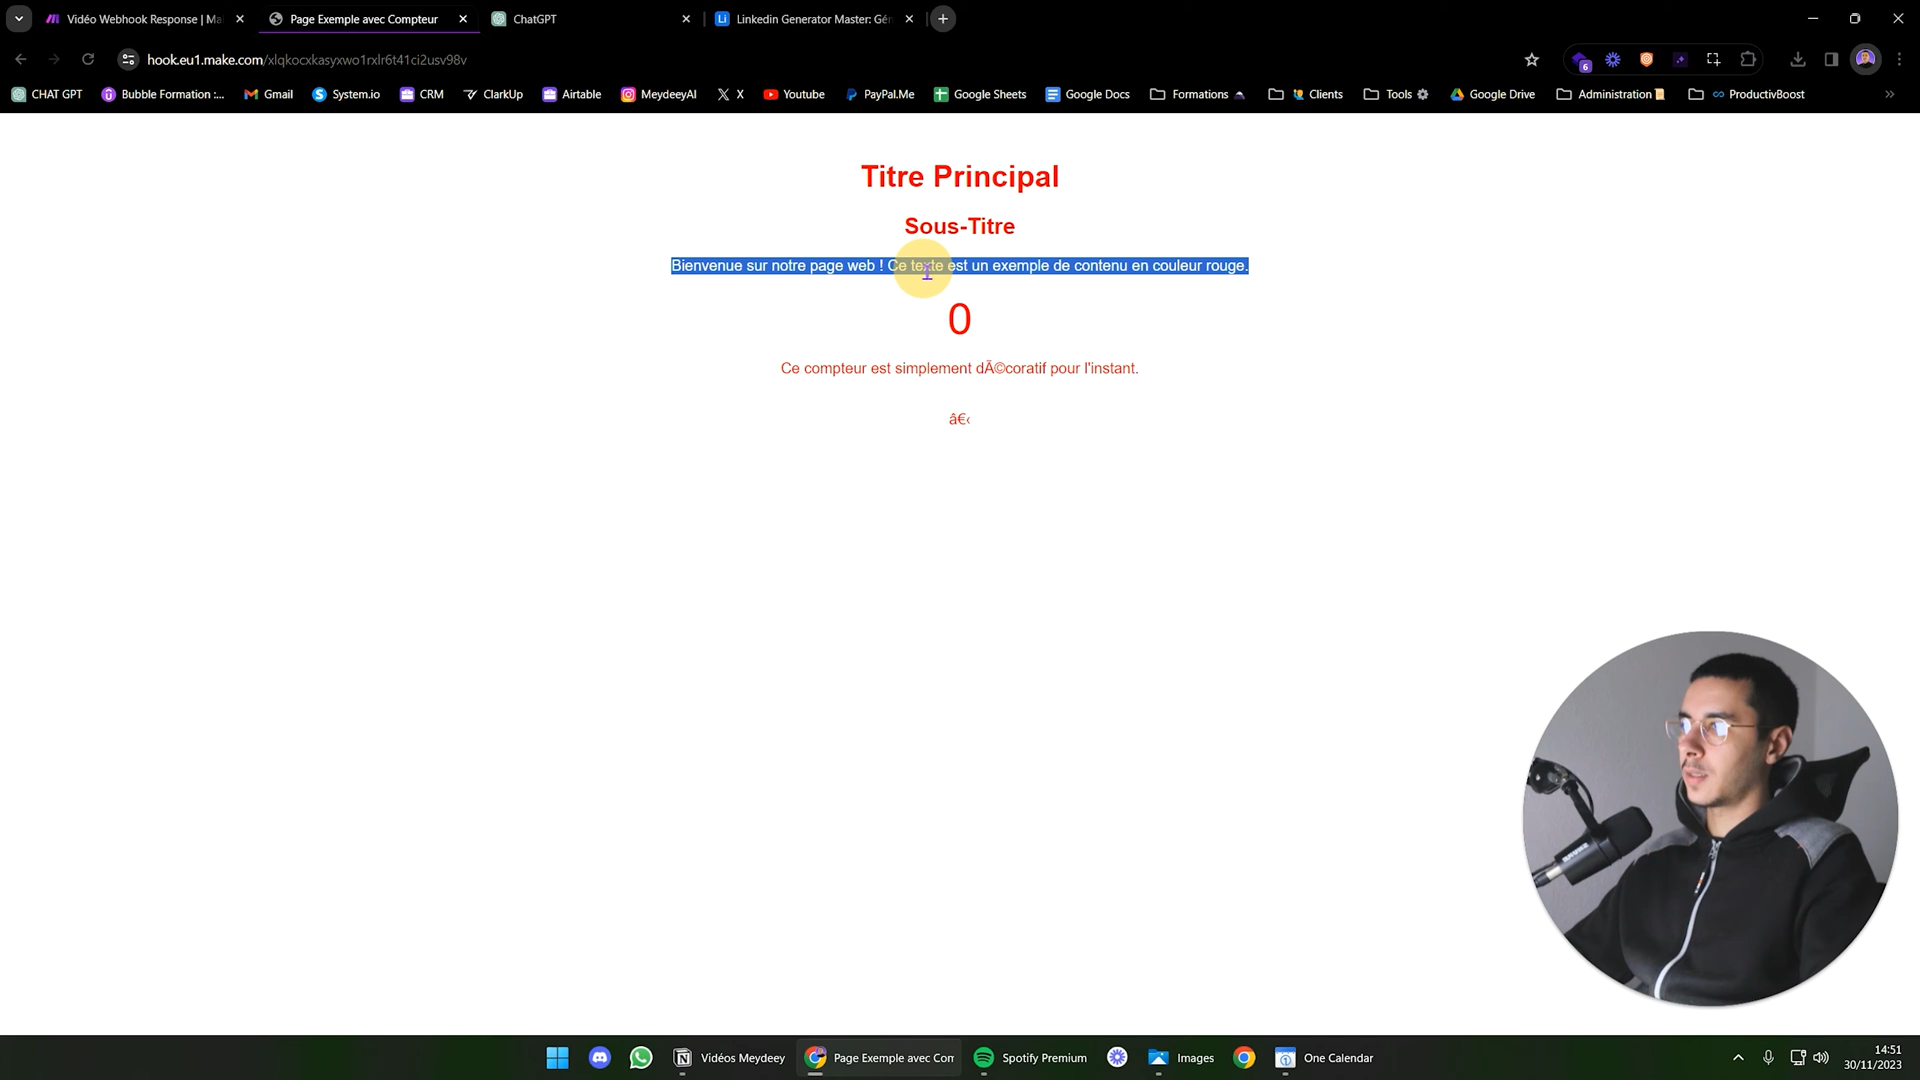 Vidéo Webhook Response | Ma
Page Exemple avec Compteur
ChatGPT
Linkedin Generator Master: Gén
hook.eu1.make.com/xlqkocxkasyxwo1rxlr6t41ci2usv98v
6
CHAT GPT
Bubble Formation :...
Gmail
System.io
CRM
ClarkUp
Airtable
MeydeeyAI
X
Youtube
PayPal.Me
Google Sheets
Google Docs
Formations
Clients
Tools
Google Drive
Administration
ProductivBoost
Titre Principal
Sous-Titre
Bienvenue sur notre page web ! Ce texte est un exemple de contenu en couleur rouge.
0
Ce compteur est simplement dÃ©coratif pour l'instant.
â€‹
Vidéos Meydeey
Page Exemple avec Com
Spotify Premium
Images
One Calendar
14:51
30/11/2023